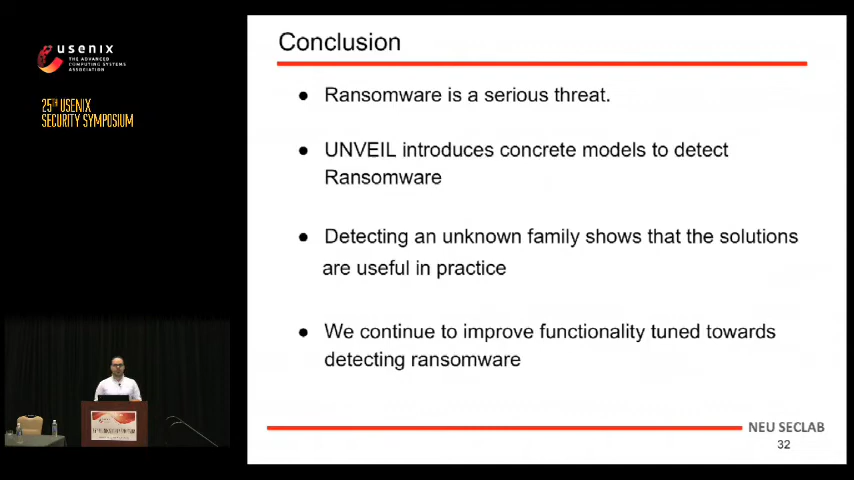 usenix
THE ADVANCED
COMPUTING SYSTEMS
ASSOCIATION
25TH USENIX
SECURITY SYMPOSIUM
Conclusion
● Ransomware is a serious threat.
● UNVEIL introduces concrete models to detect
Ransomware
● Detecting an unknown family shows that the solutions
are useful in practice
● We continue to improve functionality tuned towards
detecting ransomware
NEU SECLAB
32